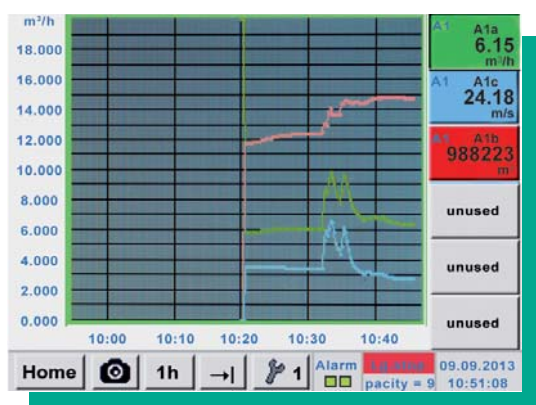 m³/h
18.000
16.000
14.000
12.000
10.000
8.000
6.000
4.000
2.000
0.000
10:00 10:10 10:20 10:30 10:40
A1 A1a
6.15
m³/h
A1 A1c
24.18
m/s
A1 A1b
988223
m³
unused
unused
unused
Home 1h →| 1 Alarm
pacity = 9
09.09.2013
10:51:08